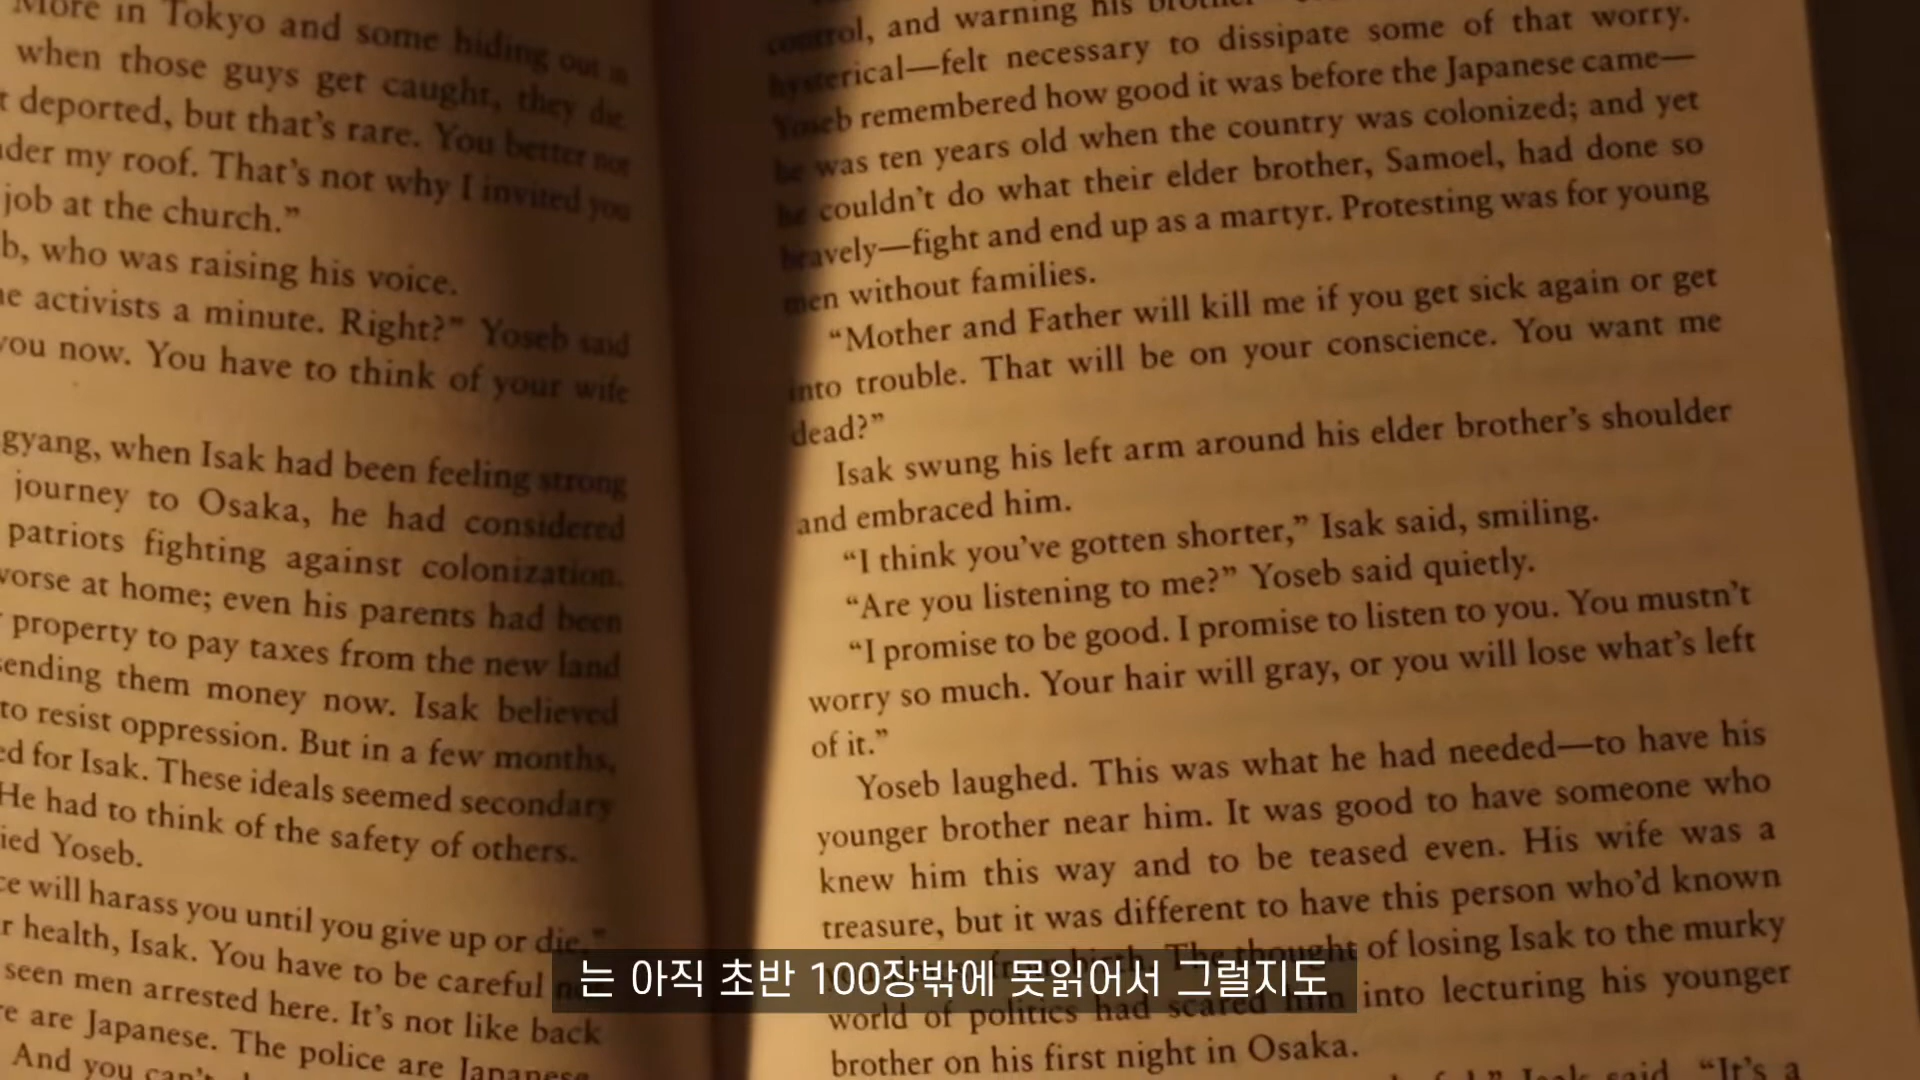 More in Tokyo and some hiding out in
when those guys get caught, they die.
deported, but that's rare. You better not
my roof. That's not why I invited you
job at the church."
who was raising his voice.
activists a minute. Right?" Yoseb said
you now. You have to think of your wife
when Isak had been feeling strong
journey to Osaka, he had considered
patriots fighting against colonization.
worse at home; even his parents had been
property to pay taxes from the new land
sending them money now. Isak believed
to resist oppression. But in a few months,
for Isak. These ideals seemed secondary
He had to think of the safety of others.
Yoseb.
will harass you until you give up or die."
health, Isak. You have to be careful
seen men arrested here. It's not like back
are Japanese. The police are Japanese
And you can't
control, and warning his
hysterical—felt necessary to dissipate some of that worry.
Yoseb remembered how good it was before the Japanese came—
he was ten years old when the country was colonized; and yet
he couldn't do what their elder brother, Samoel, had done so
bravely—fight and end up as a martyr. Protesting was for young
men without families.
"Mother and Father will kill me if you get sick again or get
into trouble. That will be on your conscience. You want me
dead?"
Isak swung his left arm around his elder brother's shoulder
and embraced him.
"I think you've gotten shorter," Isak said, smiling.
"Are you listening to me?" Yoseb said quietly.
"I promise to be good. I promise to listen to you. You mustn't
worry so much. Your hair will gray, or you will lose what's left
of it."
Yoseb laughed. This was what he had needed—to have his
younger brother near him. It was good to have someone who
knew him this way and to be teased even. His wife was a
treasure, but it was different to have this person who'd known
birth. The thought of losing Isak to the murky
world of politics had scared him into lecturing his younger
brother on his first night in Osaka.
Isak said. "It's a
는 아직 초반 100장밖에 못읽어서 그럴지도